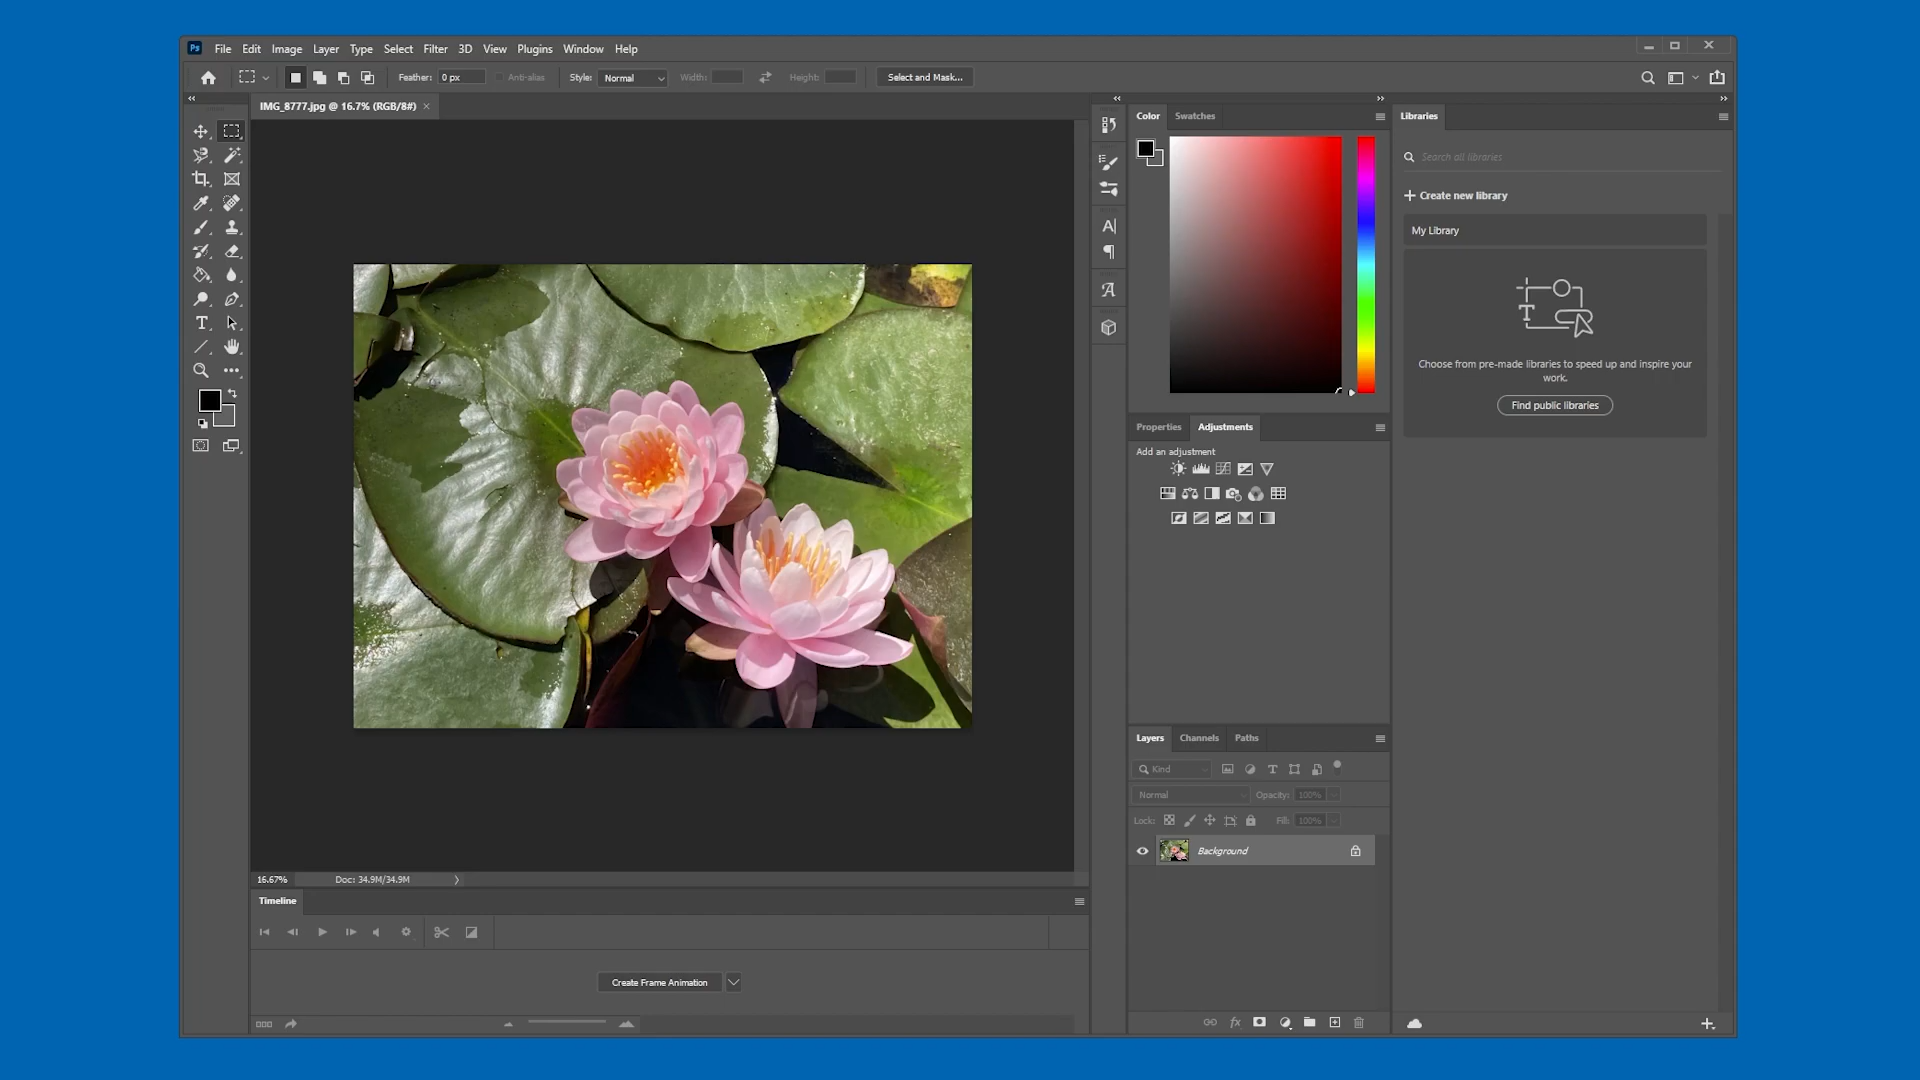 Ps File Edit Image Layer Type Select Filter 3D View Plugins Window Help
Feather: 0 px Anti-alias Style: Normal Width: Height: Select and Mask...
IMG_8777.jpg @ 16.7% (RGB/8#) ×
Color Swatches
Libraries
Search all libraries
Create new library
My Library
Choose from pre-made libraries to speed up and inspire your
work.
Find public libraries
Properties Adjustments
Add an adjustment
Layers Channels Paths
Kind
Normal Opacity: 100%
Lock: Fill: 100%
Background
16.67% Doc: 34.9M/34.9M
Timeline
Create Frame Animation